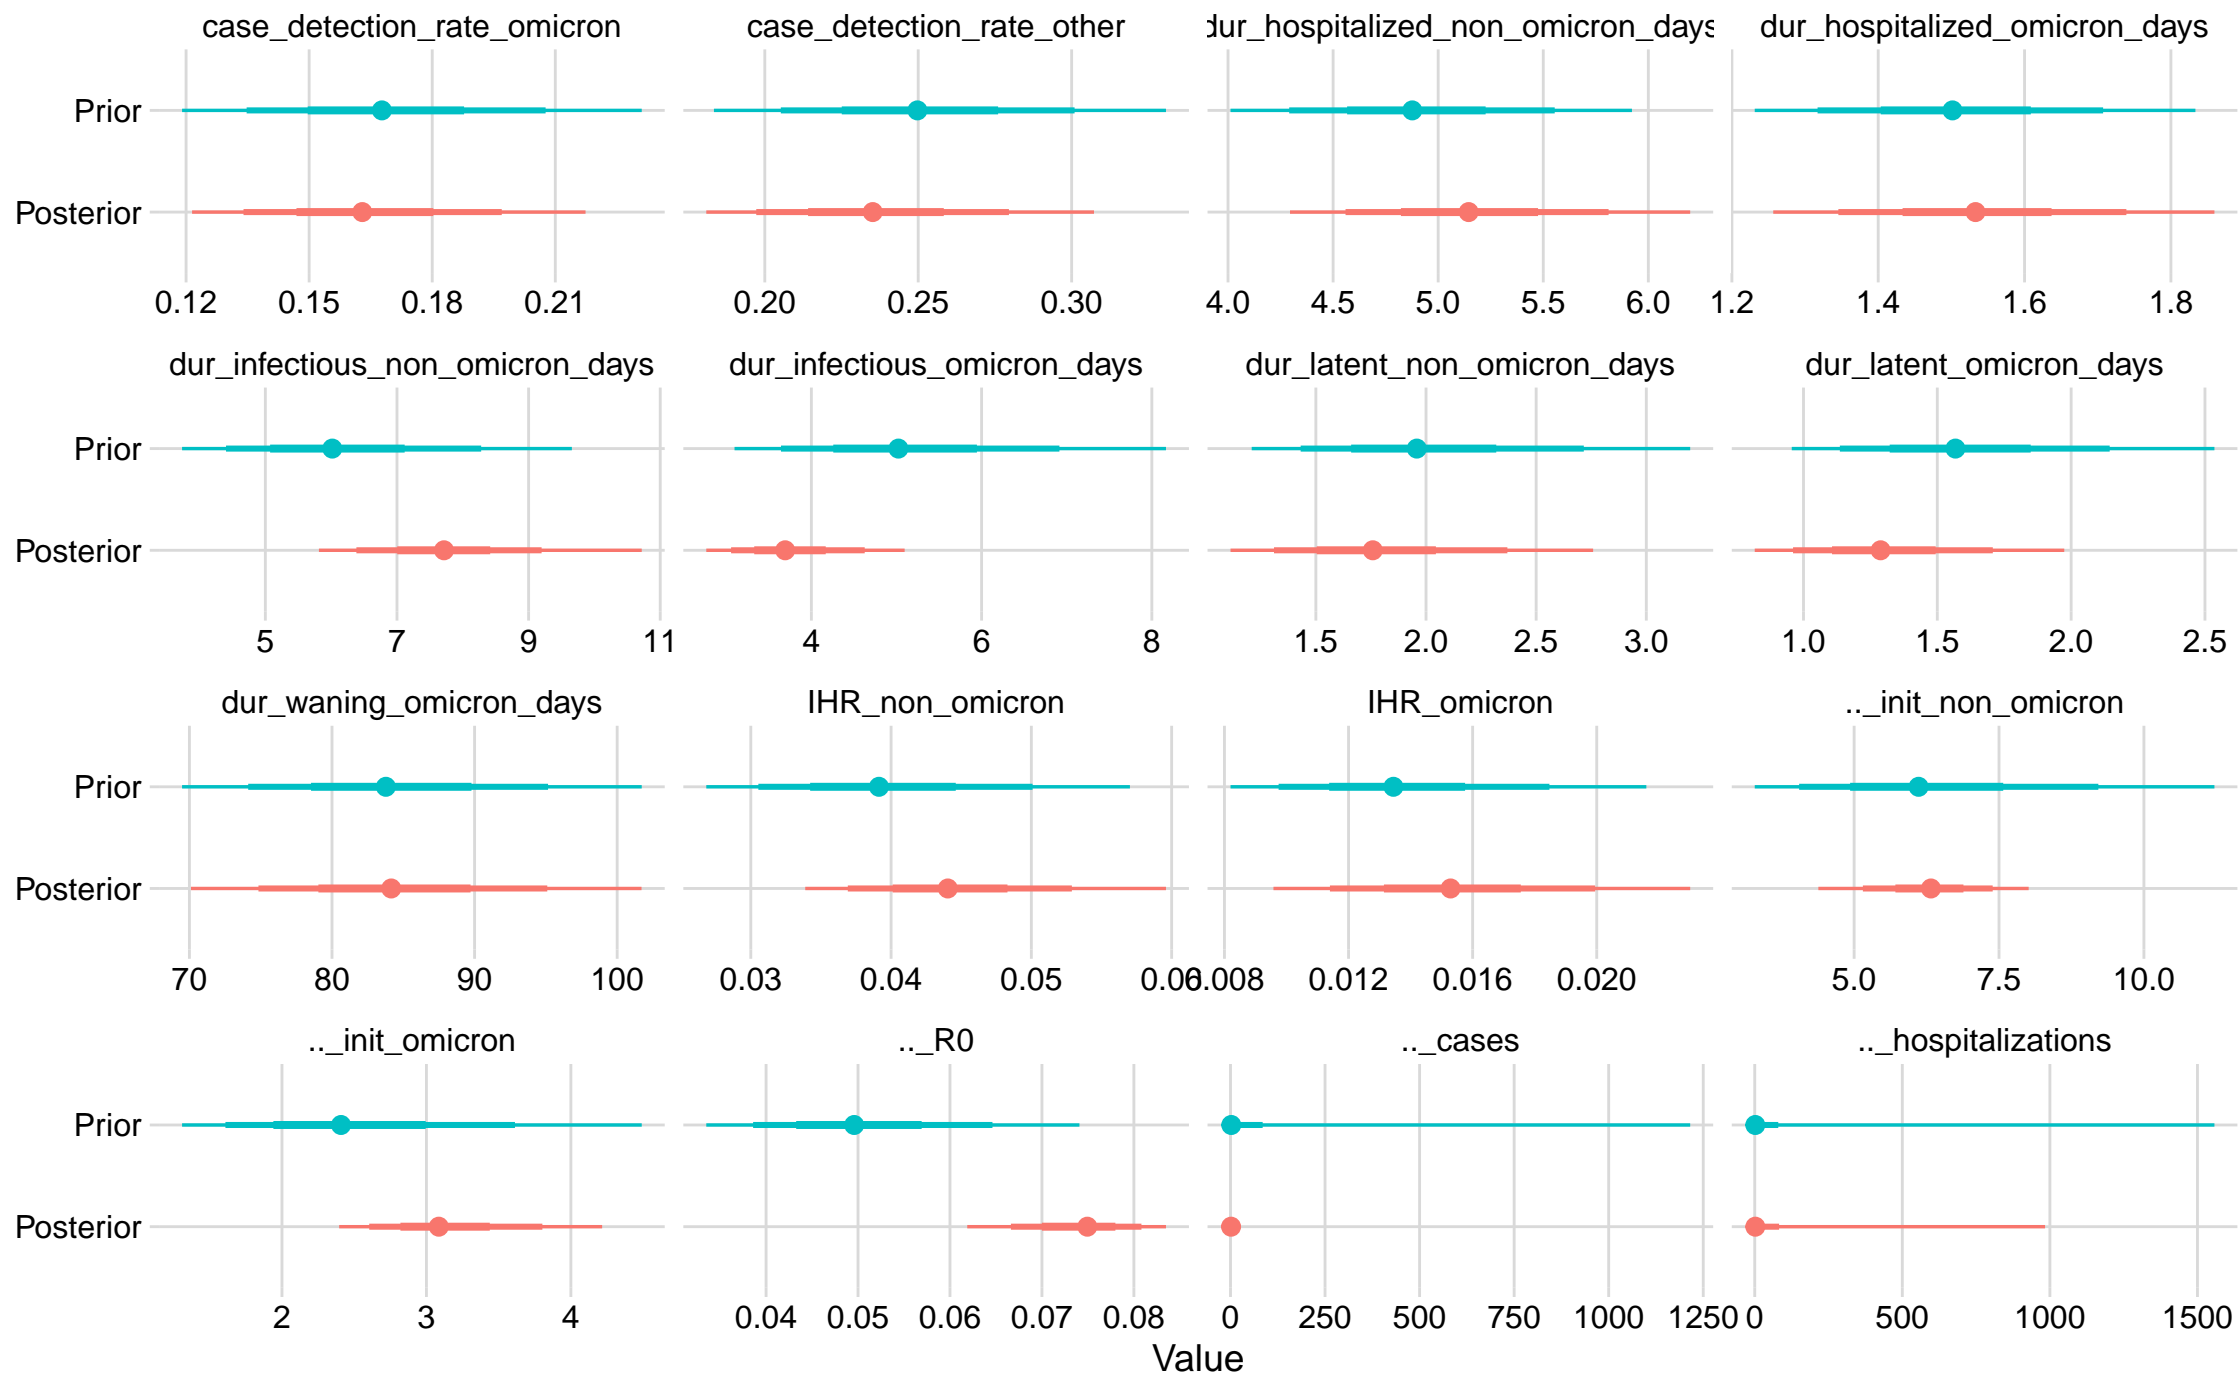 case_detection_rate_omicron case_detection_rate_other dur_hospitalized_non_omicron_days dur_hospitalized_omicron_days
Prior
Posterior
0.12 0.15 0.18 0.21 0.20 0.25 0.30 4.0 4.5 5.0 5.5 6.0 1.2 1.4 1.6 1.8
dur_infectious_non_omicron_days dur_infectious_omicron_days dur_latent_non_omicron_days dur_latent_omicron_days
Prior
Posterior
5 7 9 11 4 6 8 1.5 2.0 2.5 3.0 1.0 1.5 2.0 2.5
dur_waning_omicron_days IHR_non_omicron IHR_omicron .._init_non_omicron
Prior
Posterior
70 80 90 100 0.03 0.04 0.05 0.06 0.008 0.012 0.016 0.020 5.0 7.5 10.0
.._init_omicron .._R0 .._cases .._hospitalizations
Prior
Posterior
2 3 4 0.04 0.05 0.06 0.07 0.08 0 250 500 750 1000 1250 0 500 1000 1500
Value